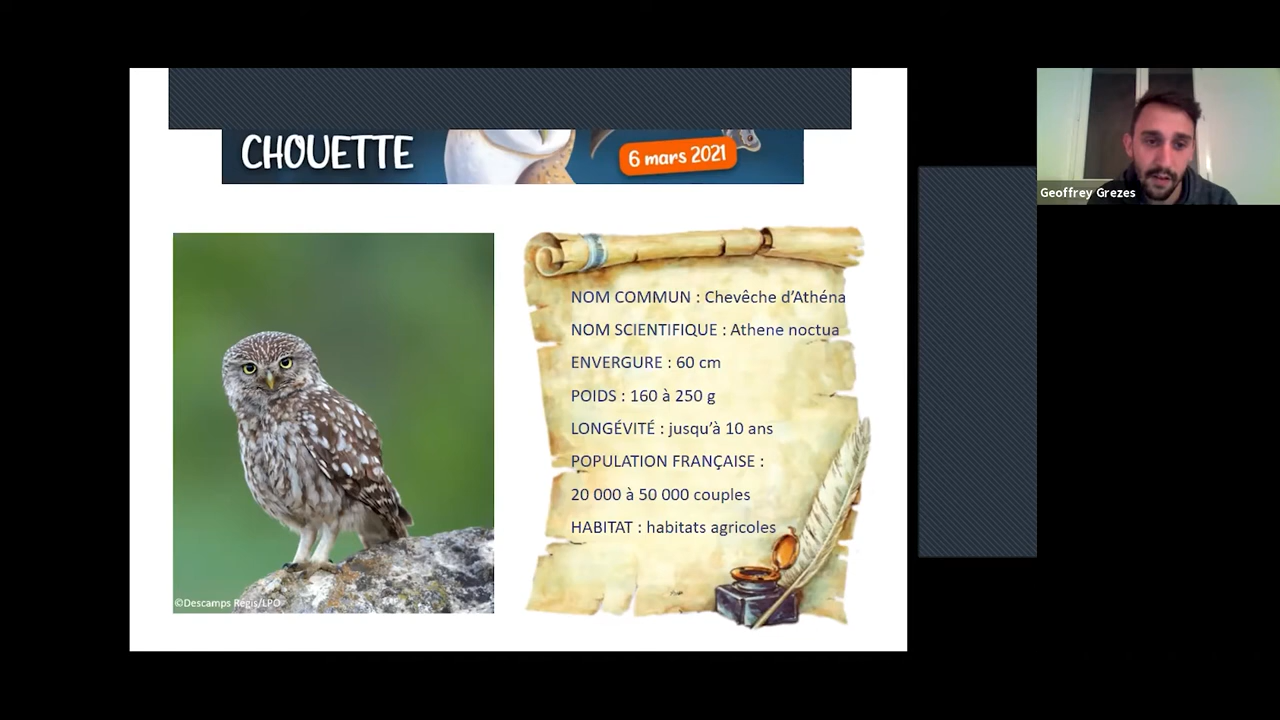 CHOUETTE
6 mars 2021
Geoffrey Grezes
NOM COMMUN : Chevêche d'Athéna
NOM SCIENTIFIQUE : Athene noctua
ENVERGURE : 60 cm
POIDS : 160 à 250 g
LONGÉVITÉ : jusqu'à 10 ans
POPULATION FRANÇAISE :
20 000 à 50 000 couples
HABITAT : habitats agricoles
©Descamps Régis/LPO